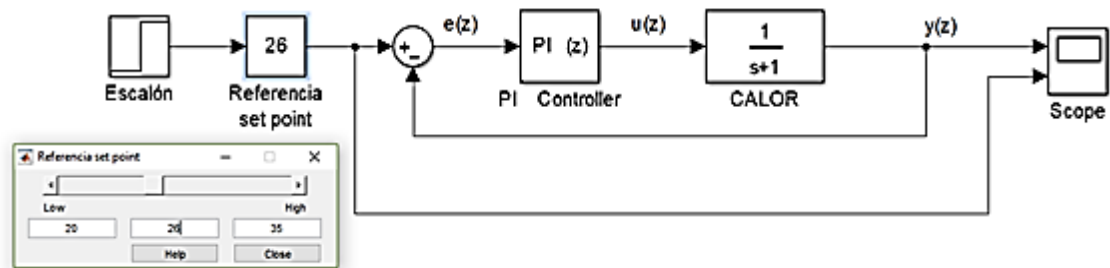 Escalón
26
Referencia
set point
+
-
e(z)
PI (z)
PI Controller
u(z)
1
s+1
CALOR
y(z)
Scope
Referencia set point
Low
High
20
26
35
Help
Close